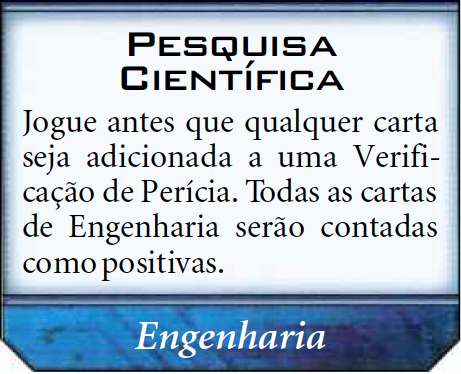 PESQUISA
CIENTÍFICA
Jogue antes que qualquer carta
seja adicionada a uma Verifi-
cação de Perícia. Todas as cartas
de Engenharia serão contadas
como positivas.
Engenharia